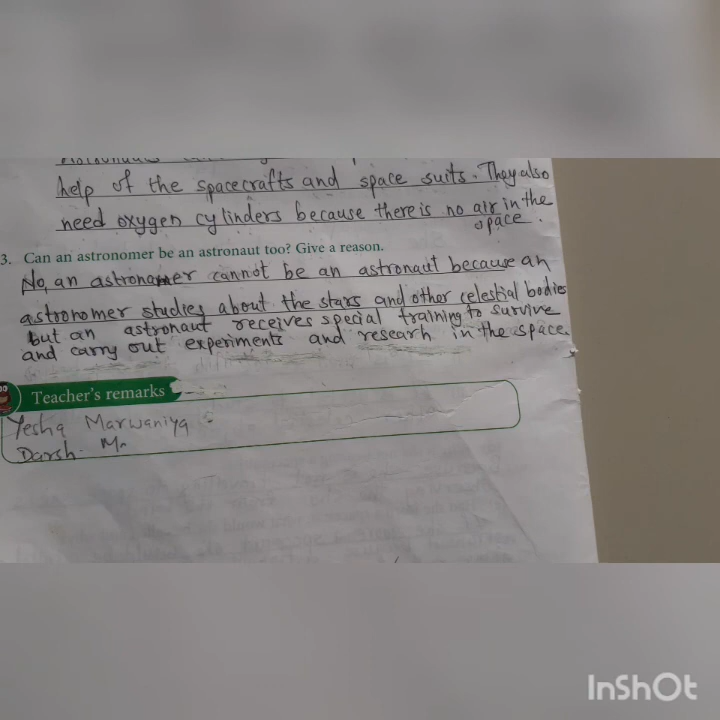 help of the spacecrafts and space suits. They also
need oxygen cylinders because there is no air in the
space.
3. Can an astronomer be an astronaut too? Give a reason.
No, an astronomer cannot be an astronaut because an
astronomer studies about the stars and other celestial bodies
but an astronaut receives special training to survive
and carry out experiments and researh in the space.
Teacher's remarks
Yesha Marwaniya
Darsh. M
InShOt